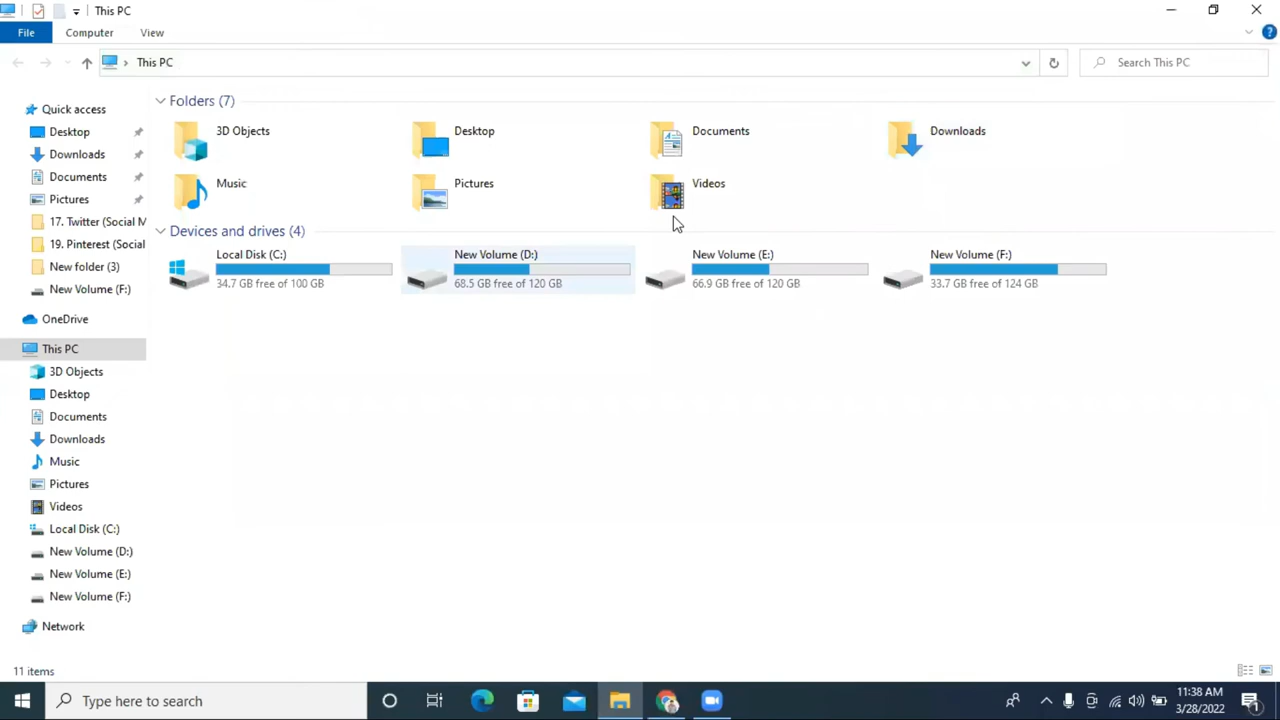 This PC
File
Computer
View
This PC
Search This PC
Quick access
Desktop
Downloads
Documents
Pictures
17. Twitter (Social M
19. Pinterest (Social
New folder (3)
New Volume (F:)
OneDrive
This PC
3D Objects
Desktop
Documents
Downloads
Music
Pictures
Videos
Local Disk (C:)
New Volume (D:)
New Volume (E:)
New Volume (F:)
Network
Folders (7)
3D Objects
Desktop
Documents
Downloads
Music
Pictures
Videos
Devices and drives (4)
Local Disk (C:)
34.7 GB free of 100 GB
New Volume (D:)
68.5 GB free of 120 GB
New Volume (E:)
66.9 GB free of 120 GB
New Volume (F:)
33.7 GB free of 124 GB
11 items
Type here to search
11:38 AM
3/28/2022
1